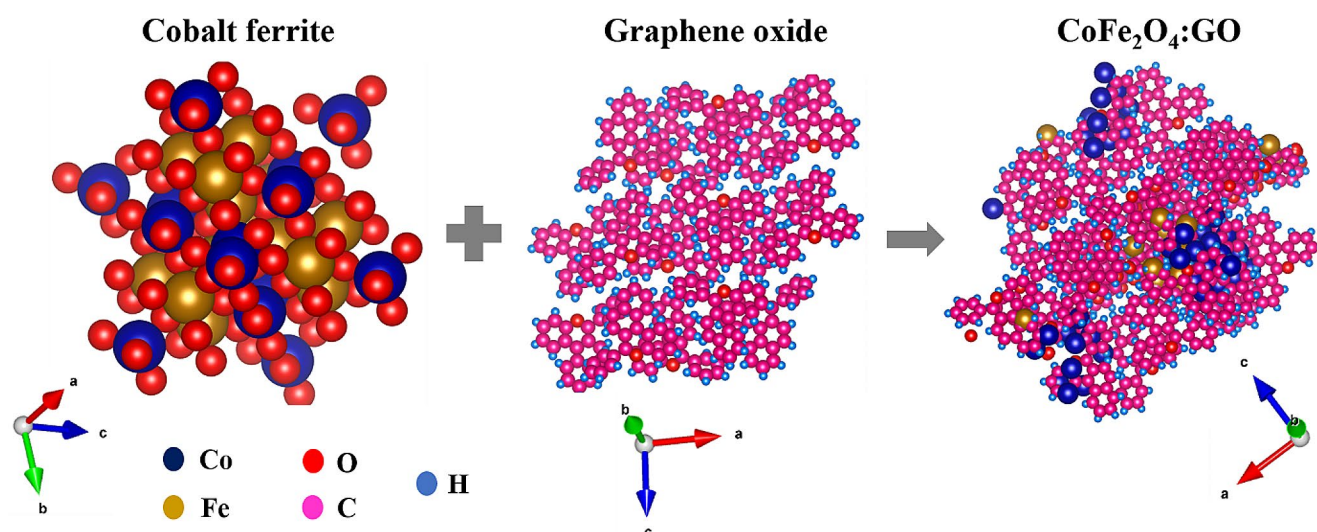 Cobalt ferrite
Graphene oxide
CoFe₂O₄:GO
a
c
b
b
a
c
c
b
a
Co
O
H
Fe
C